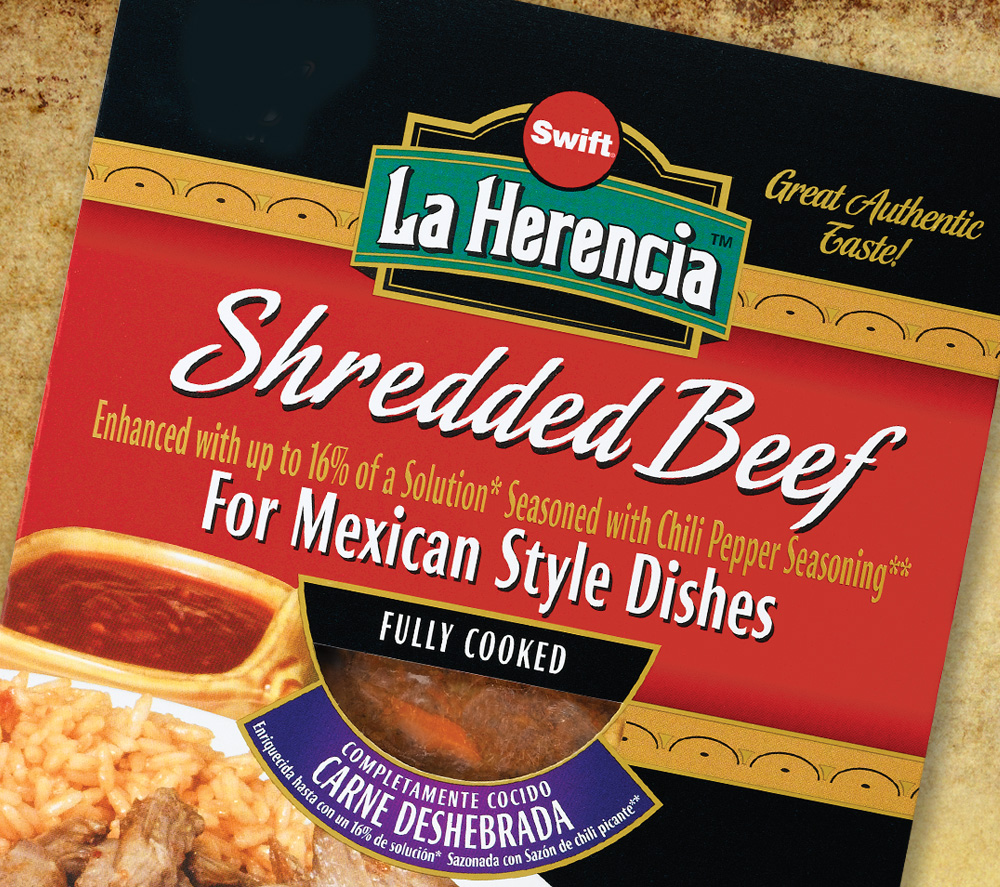 Swift
La Herencia™
Great Authentic
Taste!
Shredded Beef
Enhanced with up to 16% of a Solution* Seasoned with Chili Pepper Seasoning**
For Mexican Style Dishes
FULLY COOKED
COMPLETAMENTE COCIDO
CARNE DESHEBRADA
Enriquecida hasta con un 16% de solución* Sazonada con Sazón de chili picante**